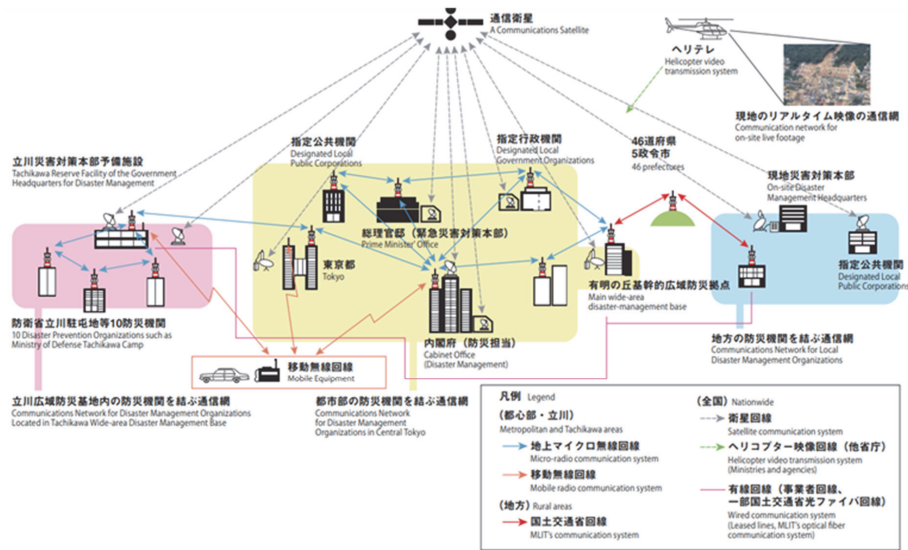 通信衛星
A Communications Satellite
ヘリテレ
Helicopter video
transmission system
現地のリアルタイム映像の通信網
Communication network for
on-site live footage
立川災害対策本部予備施設
Tachikawa Reserve Facility of the Government
Headquarters for Disaster Management
指定公共機関
Designated Local
Public Corporations
指定行政機関
Designated Local
Government Organizations
46道府県
5政令市
46 prefectures
現地災害対策本部
On-site Disaster
Management Headquarters
総理官邸（緊急災害対策本部）
Prime Minister' Office
東京都
Tokyo
有明の丘基幹的広域防災拠点
Main wide-area
disaster-management base
指定公共機関
Designated Local
Public Corporations
防衛省立川駐屯地等10防災機関
10 Disaster Prevention Organizations such as
Ministry of Defense Tachikawa Camp
内閣府（防災担当）
Cabinet Office
(Disaster Management)
地方の防災機関を結ぶ通信網
Communications Network for Local
Disaster Management Organizations
移動無線回線
Mobile Equipment
立川広域防災基地内の防災機関を結ぶ通信網
Communications Network for Disaster Management Organizations
Located in Tachikawa Wide-area Disaster Management Base
都市部の防災機関を結ぶ通信網
Communications Network
for Disaster Management
Organizations in Central Tokyo
凡例 Legend
（都心部・立川）
Metropolitan and Tachikawa areas
地上マイクロ無線回線
Micro-radio communication system
移動無線回線
Mobile radio communication system
（地方） Rural areas
国土交通省回線
MLIT's communication system
（全国） Nationwide
衛星回線
Satellite communication system
ヘリコプター映像回線（他省庁）
Helicopter video transmission system
(Ministries and agencies)
有線回線（事業者回線、
一部国土交通省光ファイバ回線）
Wired communication system
(Leased lines, MLIT's optical fiber
communication system)